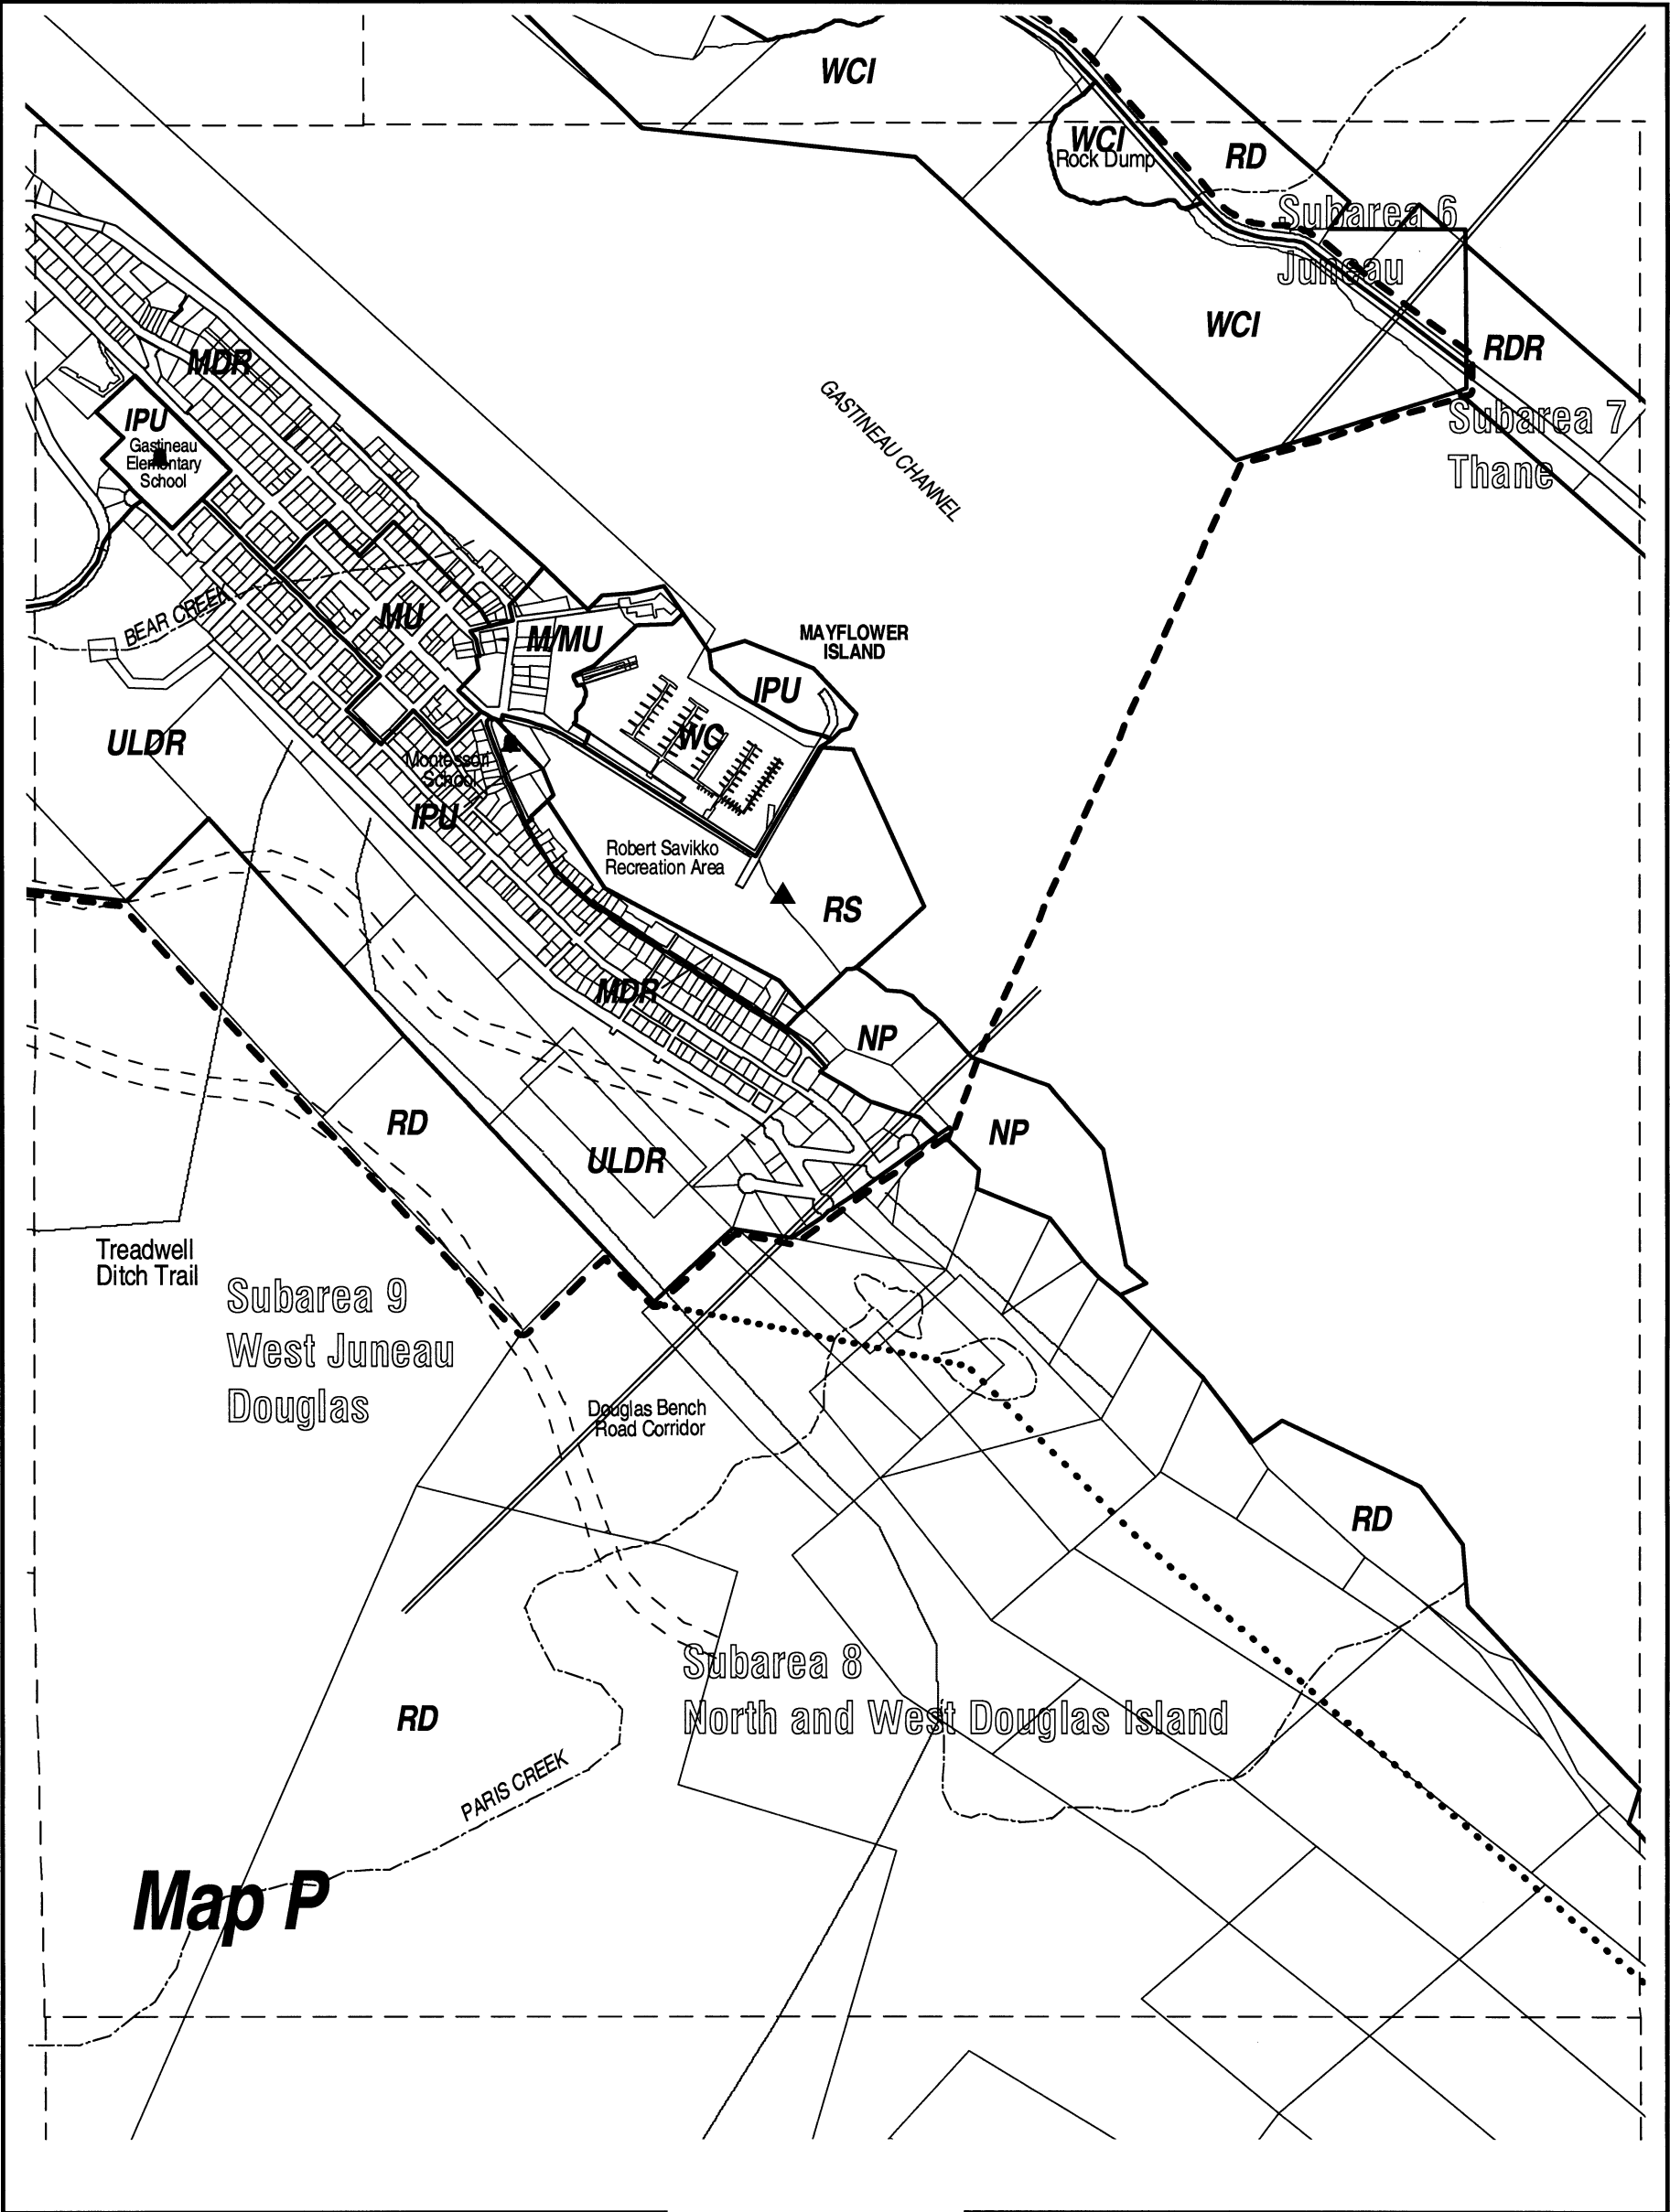 WCI
WCI
Rock Dump
RD
Subarea 6
Juneau
WCI
RDR
MDR
GASTINEAU CHANNEL
Subarea 7
Thane
IPU
Gastineau
Elementary
School
BEAR CREEK
MU
M/MU
MAYFLOWER
ISLAND
IPU
ULDR
WC
Montessori
School
IPU
Robert Savikko
Recreation Area
RS
MDR
NP
RD
NP
ULDR
Treadwell
Ditch Trail
Subarea 9
West Juneau
Douglas
Douglas Bench
Road Corridor
RD
Subarea 8
North and West Douglas Island
RD
PARIS CREEK
Map P